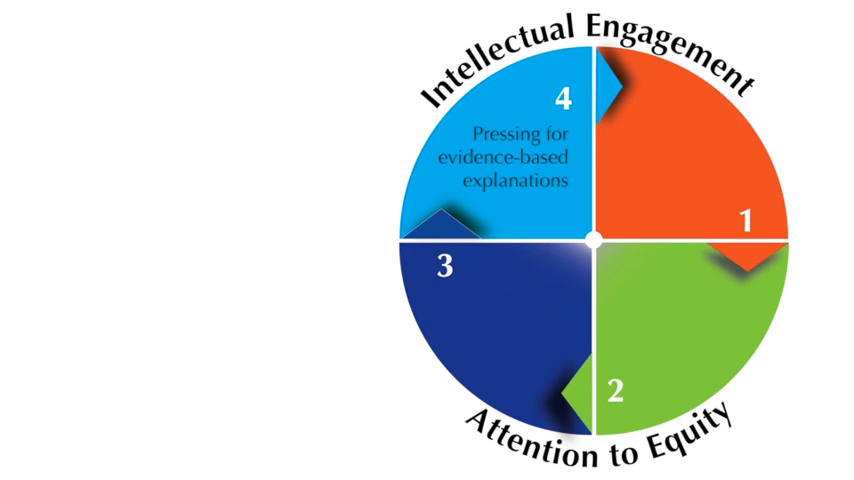 Intellectual Engagement
4
Pressing for
evidence-based
explanations
1
3
2
Attention to Equity